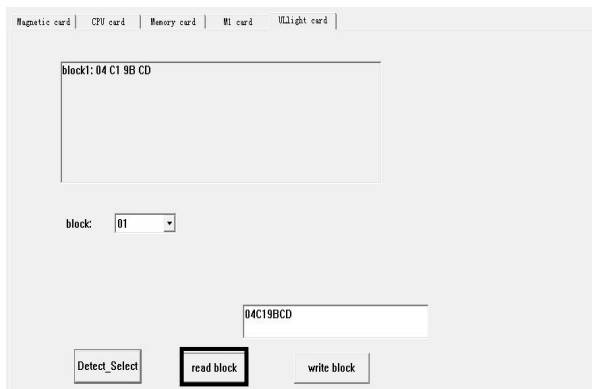 Magnetic card CPU card Memory card M1 card ULlight card
block1: 04 C1 9B CD
block: 01
04C19BCD
Detect_Select read block write block